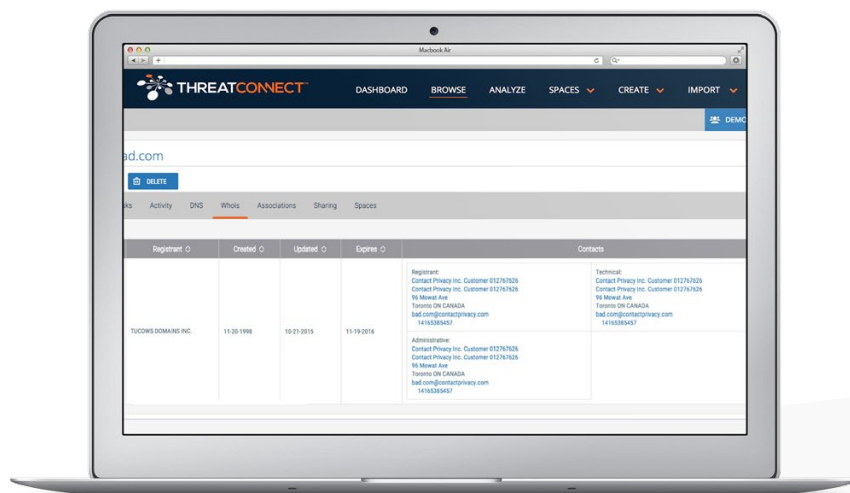 Macbook Air
THREATCONNECT™
DASHBOARD BROWSE ANALYZE SPACES CREATE IMPORT
DEMO
ad.com
DELETE
ks Activity DNS Whois Associations Sharing Spaces
Registrant Created Updated Expires Contacts
TUCOWS DOMAINS INC. 11-20-1998 10-21-2015 11-19-2016
Registrant:
Contact Privacy Inc. Customer 012767626
Contact Privacy Inc. Customer 012767626
96 Mowat Ave
Toronto ON CANADA
bad.com@contactprivacy.com
14165385457
Technical:
Contact Privacy Inc. Customer 012767626
Contact Privacy Inc. Customer 012767626
96 Mowat Ave
Toronto ON CANADA
bad.com@contactprivacy.com
14165385457
Administrative:
Contact Privacy Inc. Customer 012767626
Contact Privacy Inc. Customer 012767626
96 Mowat Ave
Toronto ON CANADA
bad.com@contactprivacy.com
14165385457